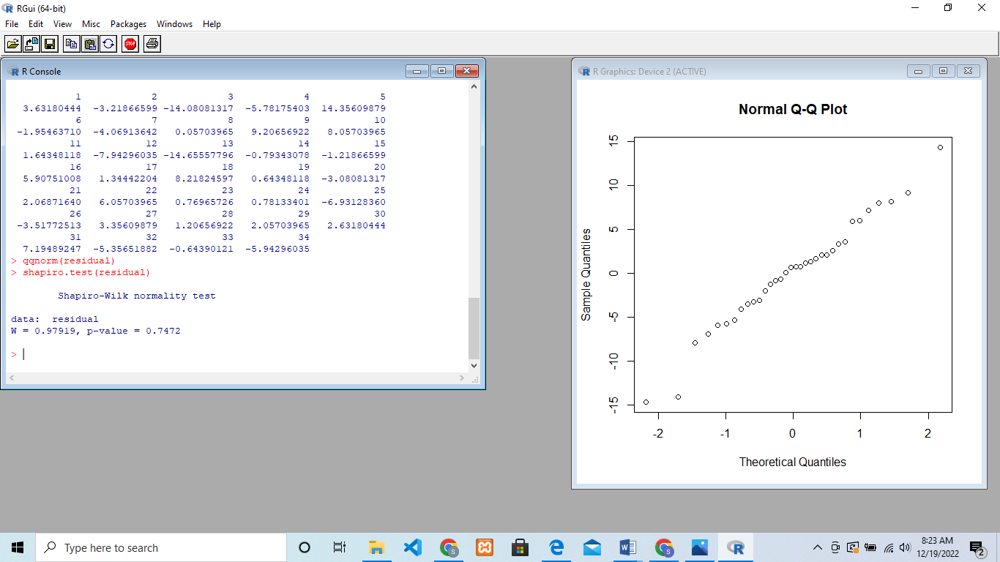 RGui (64-bit)
File Edit View Misc Packages Windows Help
STOP
R Console
1 2 3 4 5
3.63180444 -3.21866599 -14.08081317 -5.78175403 14.35609879
6 7 8 9 10
-1.95463710 -4.06913642 0.05703965 9.20656922 8.05703965
11 12 13 14 15
1.64348118 -7.94296035 -14.65557796 -0.79343078 -1.21866599
16 17 18 19 20
5.90751008 1.34442204 8.21824597 0.64348118 -3.08081317
21 22 23 24 25
2.06871640 6.05703965 0.76965726 0.78133401 -6.93128360
26 27 28 29 30
-3.51772513 3.35609879 1.20656922 2.05703965 2.63180444
31 32 33 34
7.19489247 -5.35651882 -0.64390121 -5.94296035
> qqnorm(residual)
> shapiro.test(residual)
Shapiro-Wilk normality test
data: residual
W = 0.97919, p-value = 0.7472
>
R Graphics: Device 2 (ACTIVE)
Normal Q-Q Plot
Sample Quantiles
15
10
5
0
-5
-10
-15
-2 -1 0 1 2
Theoretical Quantiles
Type here to search
8:23 AM
12/19/2022
2